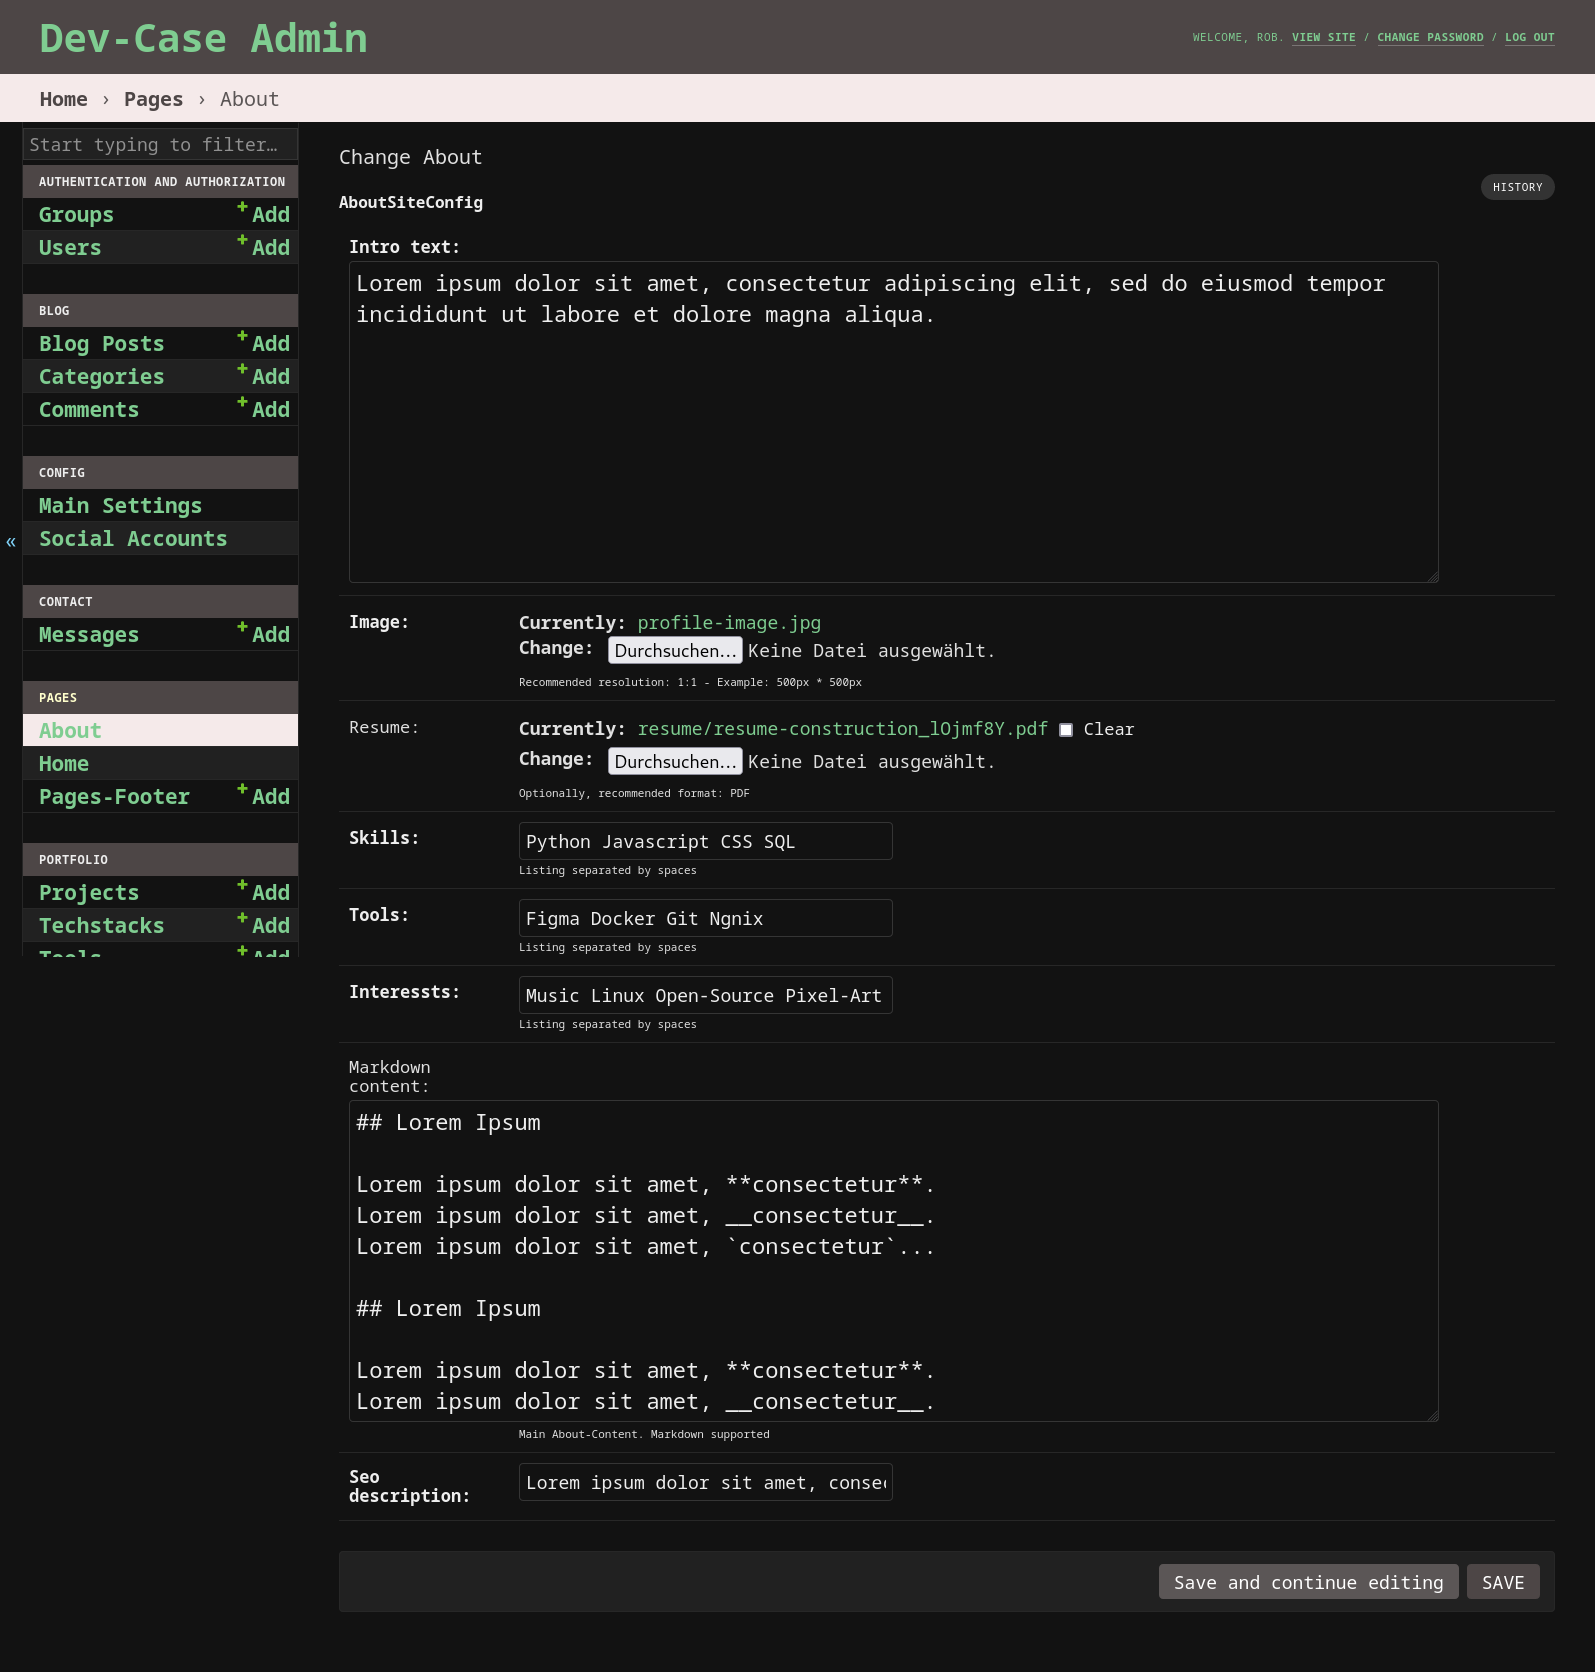 Dev-Case Admin
WELCOME, ROB. VIEW SITE / CHANGE PASSWORD / LOG OUT
Home › Pages › About
Start typing to filter…
AUTHENTICATION AND AUTHORIZATION
Groups + Add
Users + Add
BLOG
Blog Posts + Add
Categories + Add
Comments + Add
CONFIG
Main Settings
Social Accounts
«
CONTACT
Messages + Add
PAGES
About
Home
Pages-Footer + Add
PORTFOLIO
Projects + Add
Techstacks + Add
Tools + Add
Change About
HISTORY
AboutSiteConfig
Intro text:
Lorem ipsum dolor sit amet, consectetur adipiscing elit, sed do eiusmod tempor
incididunt ut labore et dolore magna aliqua.
Image:
Currently: profile-image.jpg
Change: Durchsuchen… Keine Datei ausgewählt.
Recommended resolution: 1:1 - Example: 500px * 500px
Resume:
Currently: resume/resume-construction_lOjmf8Y.pdf Clear
Change: Durchsuchen… Keine Datei ausgewählt.
Optionally, recommended format: PDF
Skills:
Python Javascript CSS SQL
Listing separated by spaces
Tools:
Figma Docker Git Ngnix
Listing separated by spaces
Interessts:
Music Linux Open-Source Pixel-Art
Listing separated by spaces
Markdown
content:
## Lorem Ipsum
Lorem ipsum dolor sit amet, **consectetur**.
Lorem ipsum dolor sit amet, __consectetur__.
Lorem ipsum dolor sit amet, `consectetur`...
## Lorem Ipsum
Lorem ipsum dolor sit amet, **consectetur**.
Lorem ipsum dolor sit amet, __consectetur__.
Main About-Content. Markdown supported
Seo
description:
Lorem ipsum dolor sit amet, consec
Save and continue editing
SAVE